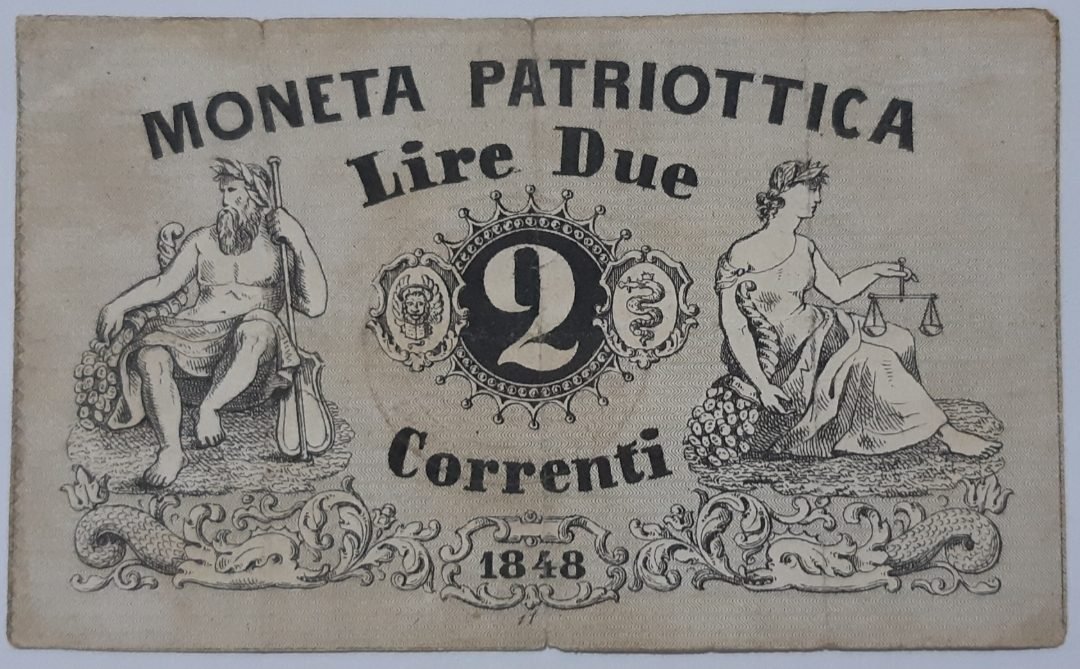 MONETA PATRIOTTICA
Lire Due
2
Correnti
1848